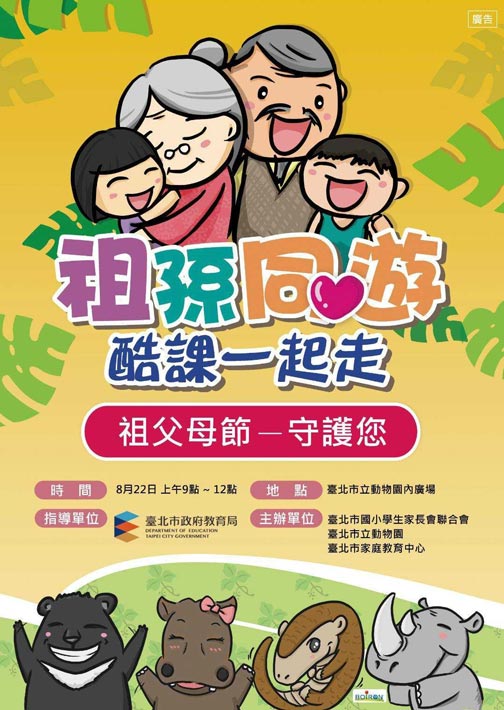 廣告
祖孫同遊
酷課一起走
祖父母節—守護您
時 間 8月22日 上午9點 ~ 12點
地 點 臺北市立動物園內廣場
指導單位 臺北市政府教育局
DEPARTMENT OF EDUCATION
TAIPEI CITY GOVERNMENT
主辦單位 臺北市國小學生家長會聯合會
臺北市立動物園
臺北市家庭教育中心
BOIRON